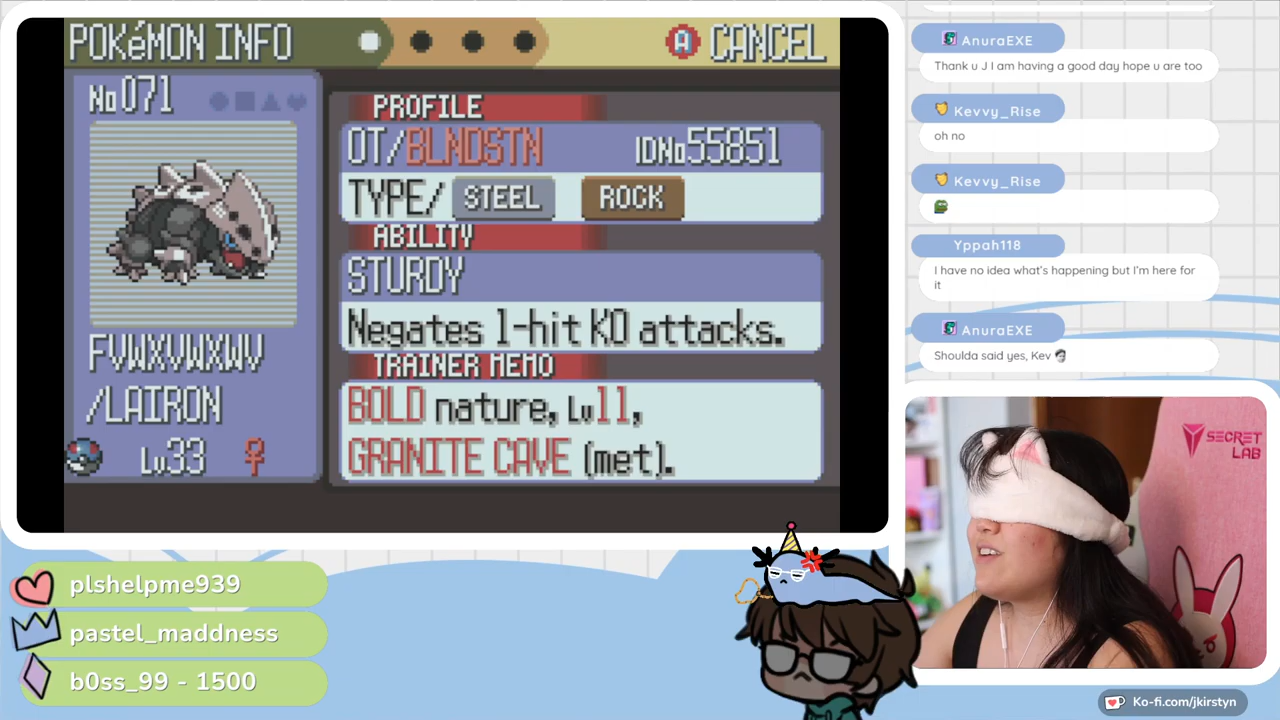 POKéMON INFO
A CANCEL
No071
PROFILE
OT/BLNDSTN IDNo55851
TYPE/ STEEL ROCK
ABILITY
STURDY
Negates 1-hit KO attacks.
TRAINER MEMO
BOLD nature, Lv11,
GRANITE CAVE (met).
FVWXVWXWV
/LAIRON
Lv33 ♀
AnuraEXE
Thank u J I am having a good day hope u are too
Kevvy_Rise
oh no
Kevvy_Rise
Yppah118
I have no idea what's happening but I'm here for
it
AnuraEXE
Shoulda said yes, Kev
SECRET
LAB
plshelpme939
pastel_maddness
b0ss_99 - 1500
Ko-fi.com/jkirstyn